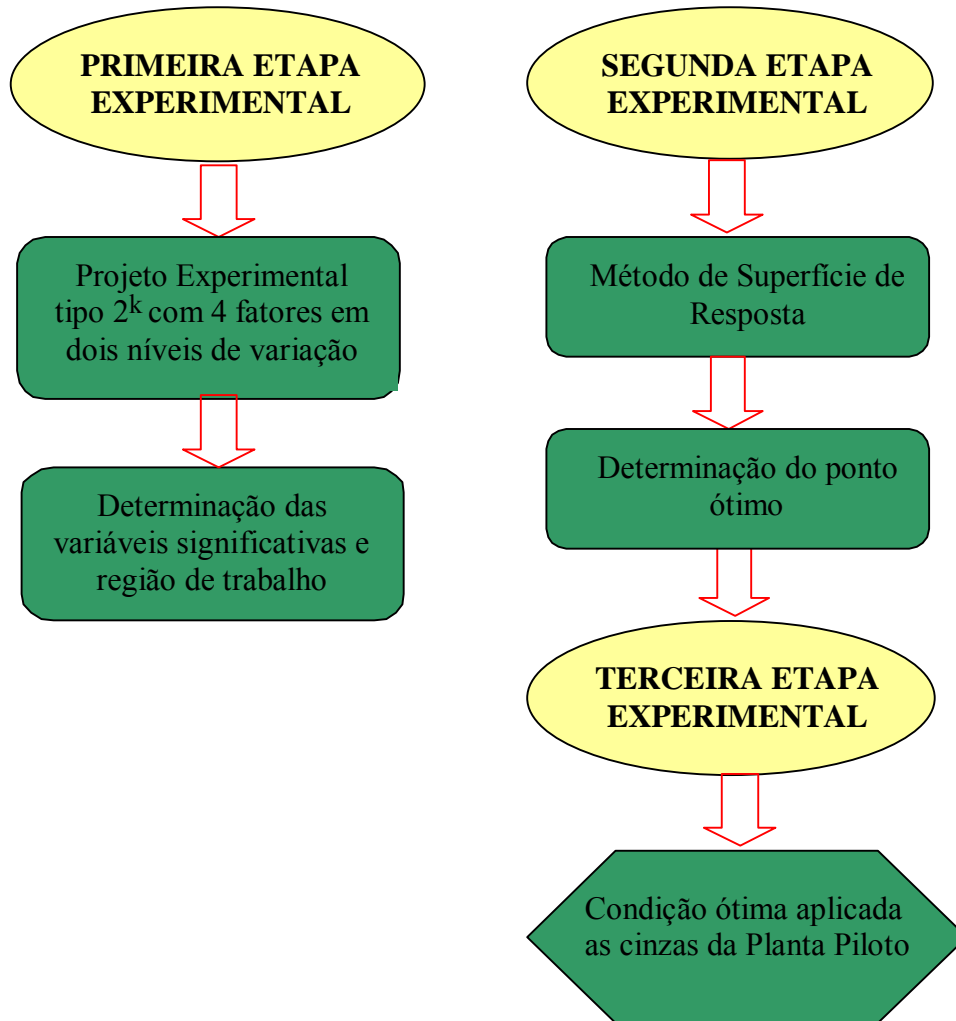 PRIMEIRA ETAPA
EXPERIMENTAL
Projeto Experimental
tipo 2^k com 4 fatores em
dois níveis de variação
Determinação das
variáveis significativas e
região de trabalho
SEGUNDA ETAPA
EXPERIMENTAL
Método de Superfície de
Resposta
Determinação do ponto
ótimo
TERCEIRA ETAPA
EXPERIMENTAL
Condição ótima aplicada
as cinzas da Planta Piloto